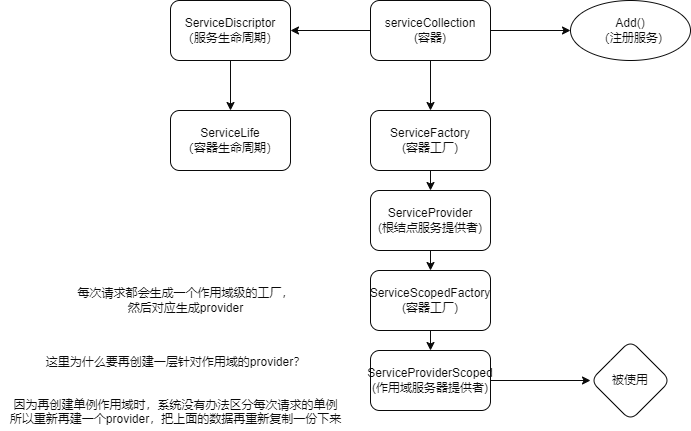 ServiceDiscriptor
(服务生命周期)
serviceCollection
(容器)
Add()
(注册服务)
ServiceLife
(容器生命周期)
ServiceFactory
(容器工厂)
ServiceProvider
(根结点服务提供者)
每次请求都会生成一个作用域级的工厂，
然后对应生成provider
ServiceScopedFactory
(容器工厂)
这里为什么要再创建一层针对作用域的provider?
ServiceProviderScoped
(作用域服务器提供者)
被使用
因为再创建单例作用域时，系统没有办法区分每次请求的单例
所以重新再建一个provider，把上面的数据再重新复制一份下来